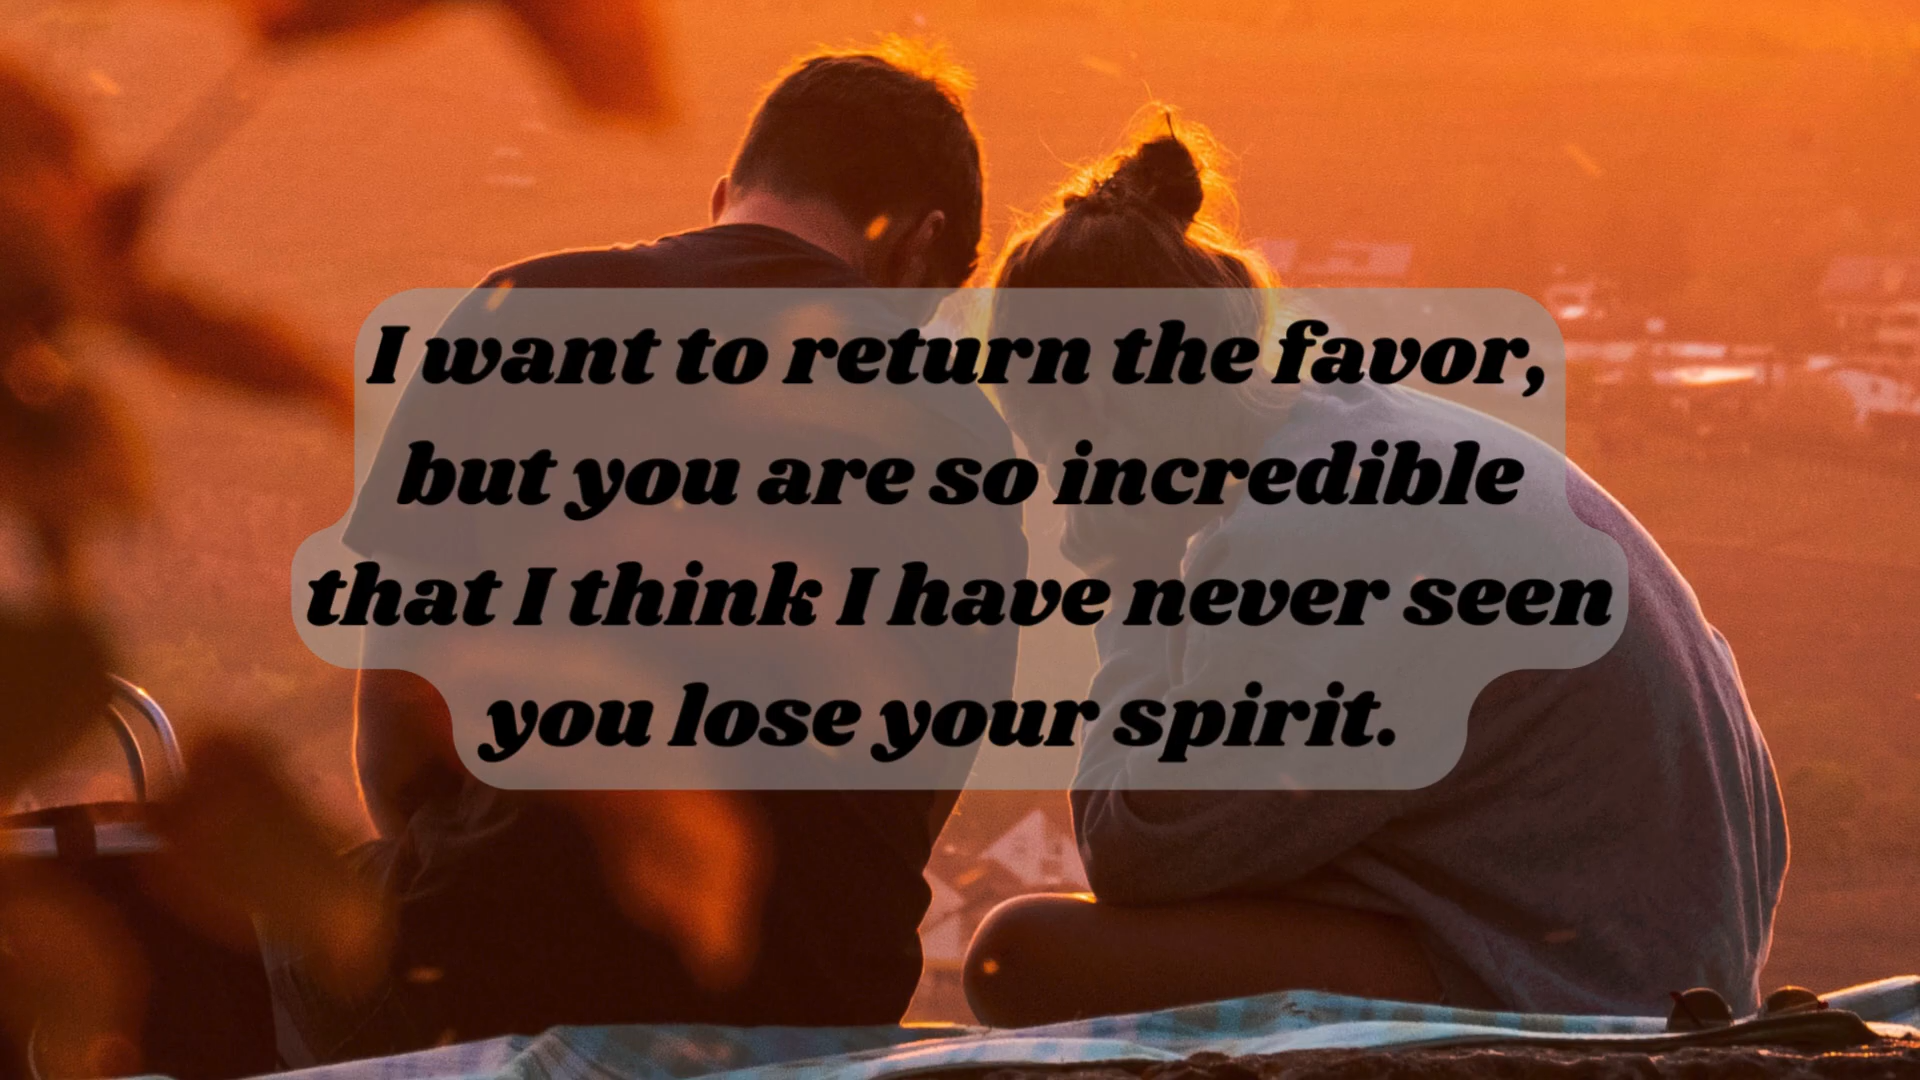 I want to return the favor,
but you are so incredible
that I think I have never seen
you lose your spirit.